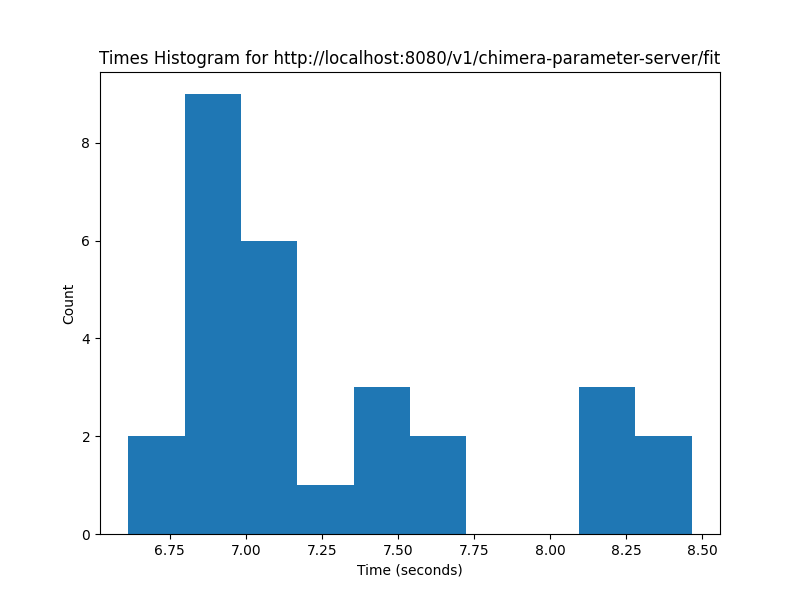 Times Histogram for http://localhost:8080/v1/chimera-parameter-server/fit
Count
8
6
4
2
0
6.75 7.00 7.25 7.50 7.75 8.00 8.25 8.50
Time (seconds)